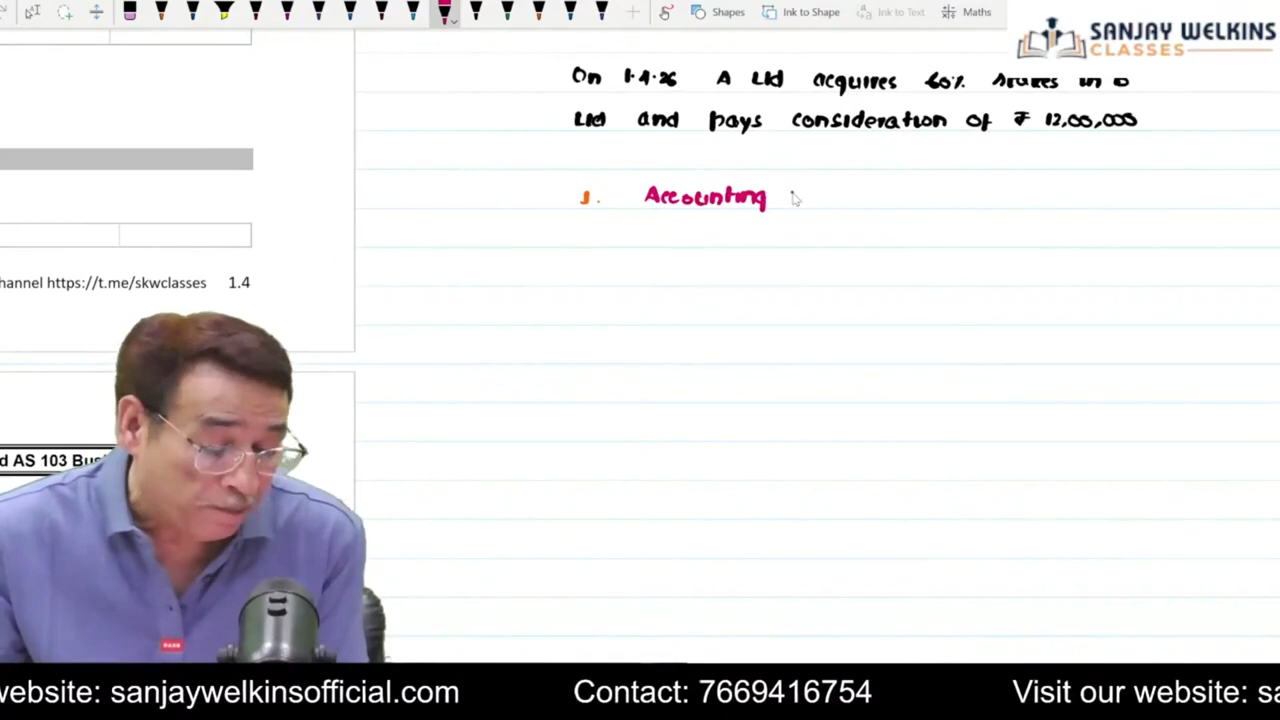 Shapes
Ink to Shape
Ink to Text
Maths
SANJAY WELKINS
CLASSES
On 1.4.26 A Ltd acquires 60% in B
Ltd and pays consideration of ₹ 12,00,000
1. Accounting
hannel https://t.me/skwclasses 1.4
d AS 103 Bus
website: sanjaywelkinsofficial.com Contact: 7669416754 Visit our website: sa